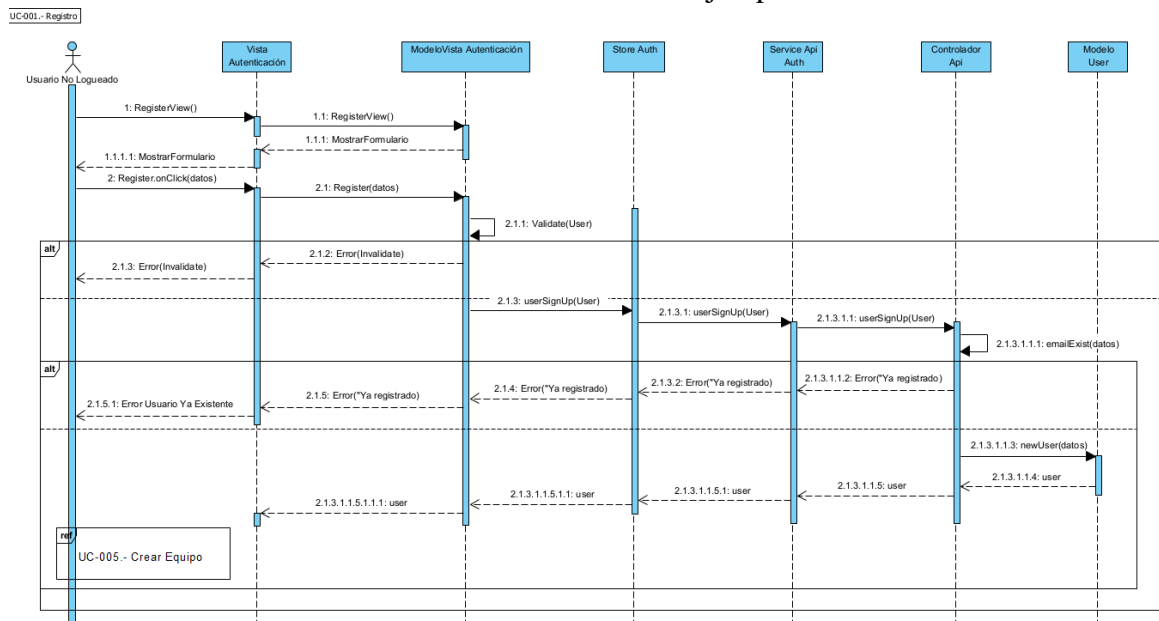 UC-001.- Registro
Usuario No Logueado
Vista
Autenticación
ModeloVista Autenticación
Store Auth
Service Api
Auth
Controlador
Api
Modelo
User
1: RegisterView()
1.1: RegisterView()
1.1.1: MostrarFormulario
1.1.1.1: MostrarFormulario
2: Register.onClick(datos)
2.1: Register(datos)
2.1.1: Validate(User)
alt
2.1.2: Error(Invalidate)
2.1.3: Error(Invalidate)
2.1.3: userSignUp(User)
2.1.3.1: userSignUp(User)
2.1.3.1.1: userSignUp(User)
2.1.3.1.1.1: emailExist(datos)
alt
2.1.3.1.1.2: Error("Ya registrado)
2.1.3.2: Error("Ya registrado)
2.1.4: Error("Ya registrado)
2.1.5: Error("Ya registrado)
2.1.5.1: Error Usuario Ya Existente
2.1.3.1.1.3: newUser(datos)
2.1.3.1.1.4: user
2.1.3.1.1.5: user
2.1.3.1.1.5.1: user
2.1.3.1.1.5.1.1: user
2.1.3.1.1.5.1.1.1: user
ref
UC-005.- Crear Equipo